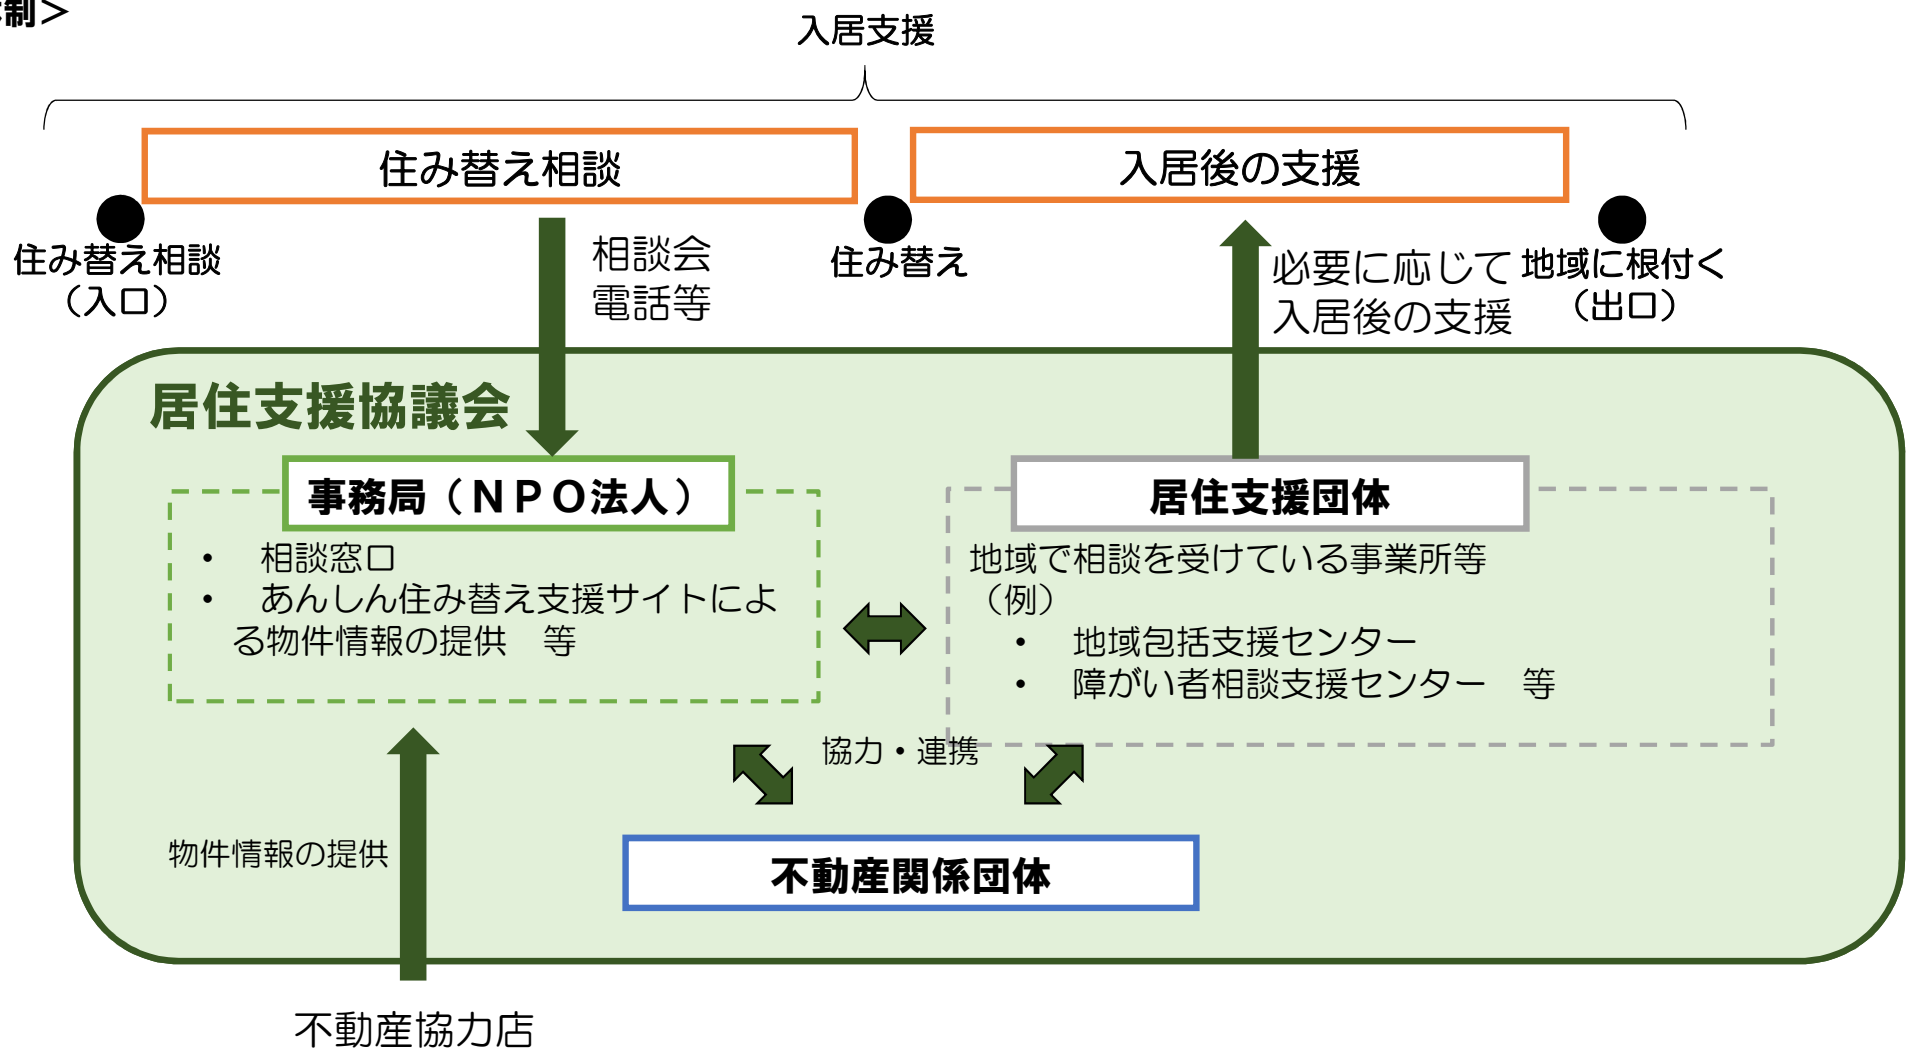 制＞
入居支援
住み替え相談
入居後の支援
住み替え相談
（入口）
相談会
電話等
住み替え
必要に応じて
入居後の支援
地域に根付く
（出口）
居住支援協議会
事務局（ＮＰＯ法人）
・　相談窓口
・　あんしん住み替え支援サイトによ
る物件情報の提供　等
居住支援団体
地域で相談を受けている事業所等
（例）
・　地域包括支援センター
・　障がい者相談支援センター　等
協力・連携
物件情報の提供
不動産関係団体
不動産協力店